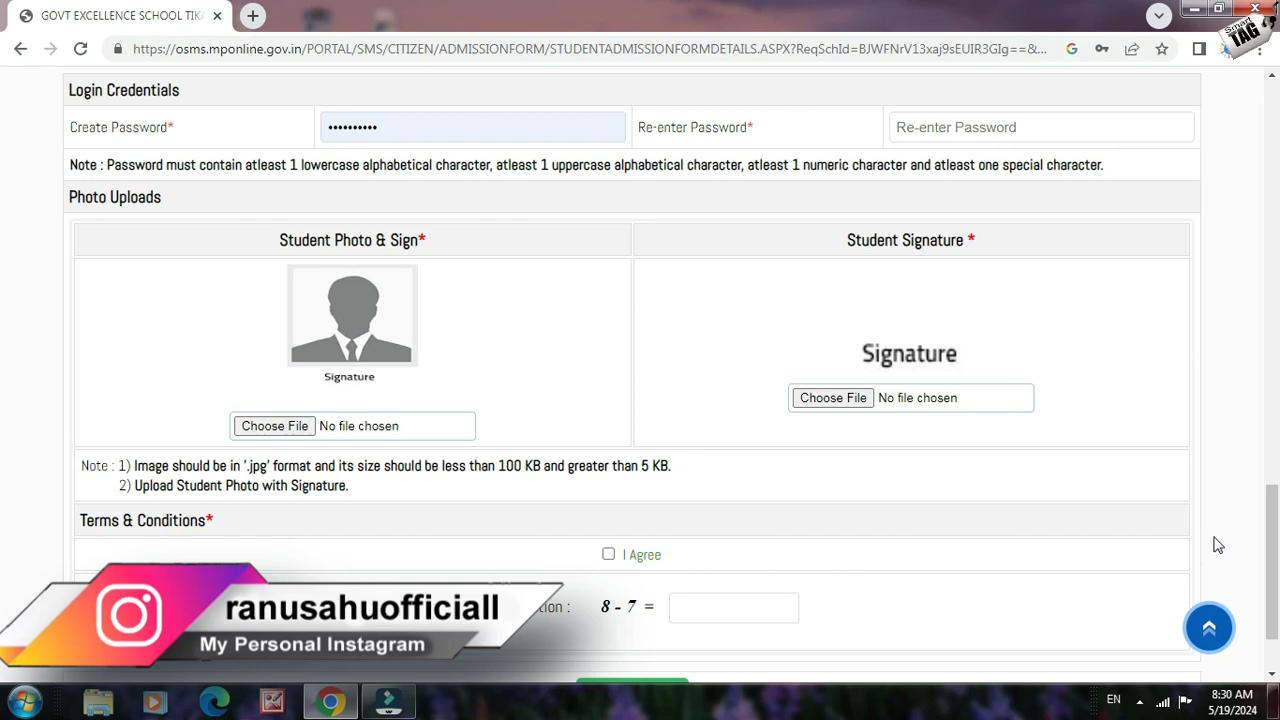 GOVT EXCELLENCE SCHOOL TIKA
https://osms.mponline.gov.in/PORTAL/SMS/CITIZEN/ADMISSIONFORM/STUDENTADMISSIONFORMDETAILS.ASPX?ReqSchId=BJWFNrV13xaj9sEUIR3GIg==&...
TAG
Login Credentials
Create Password*
Re-enter Password*
Re-enter Password
Note : Password must contain atleast 1 lowercase alphabetical character, atleast 1 uppercase alphabetical character, atleast 1 numeric character and atleast one special character.
Photo Uploads
Student Photo & Sign*
Student Signature *
Signature
Choose File No file chosen
Signature
Choose File No file chosen
Note : 1) Image should be in '.jpg' format and its size should be less than 100 KB and greater than 5 KB.
2) Upload Student Photo with Signature.
Terms & Conditions*
I Agree
tion : 8 - 7 =
ranusahuofficiall
My Personal Instagram
EN
8:30 AM
5/19/2024